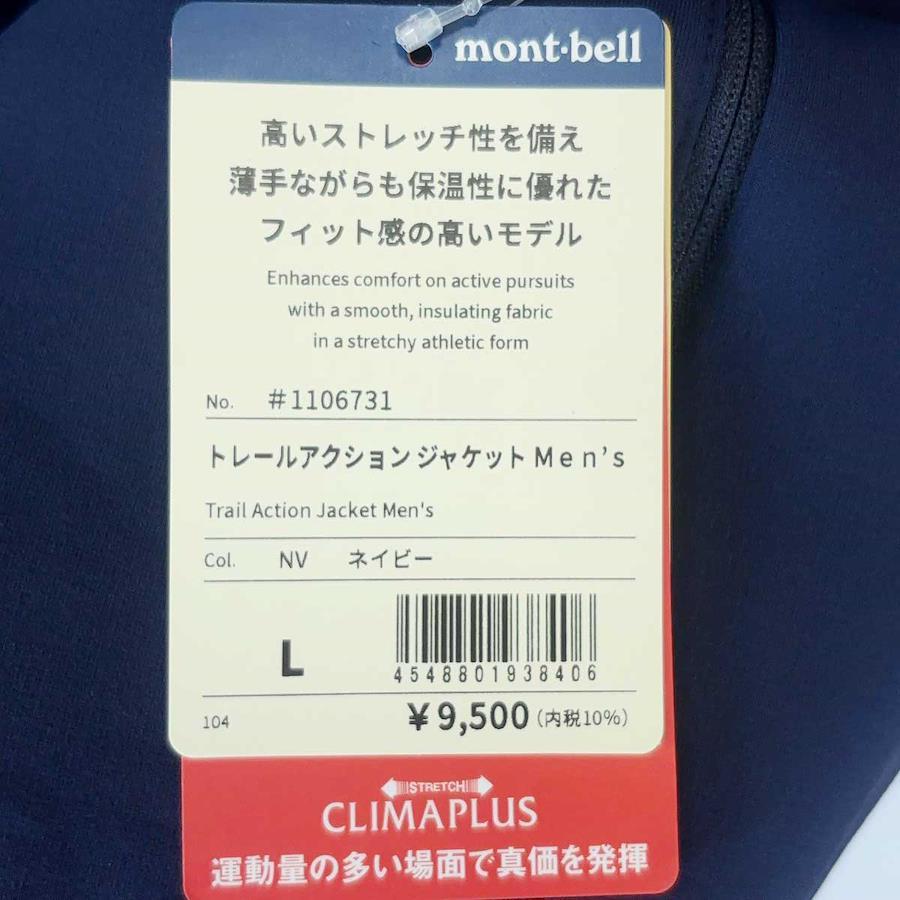 mont-bell
高いストレッチ性を備え
薄手ながらも保温性に優れた
フィット感の高いモデル
Enhances comfort on active pursuits
with a smooth, insulating fabric
in a stretchy athletic form
No. #1106731
トレールアクション ジャケット Men's
Trail Action Jacket Men's
Col. NV ネイビー
L
4548801938406
104 ¥9,500 (内税10%)
STRETCH
CLIMAPLUS
運動量の多い場面で真価を発揮